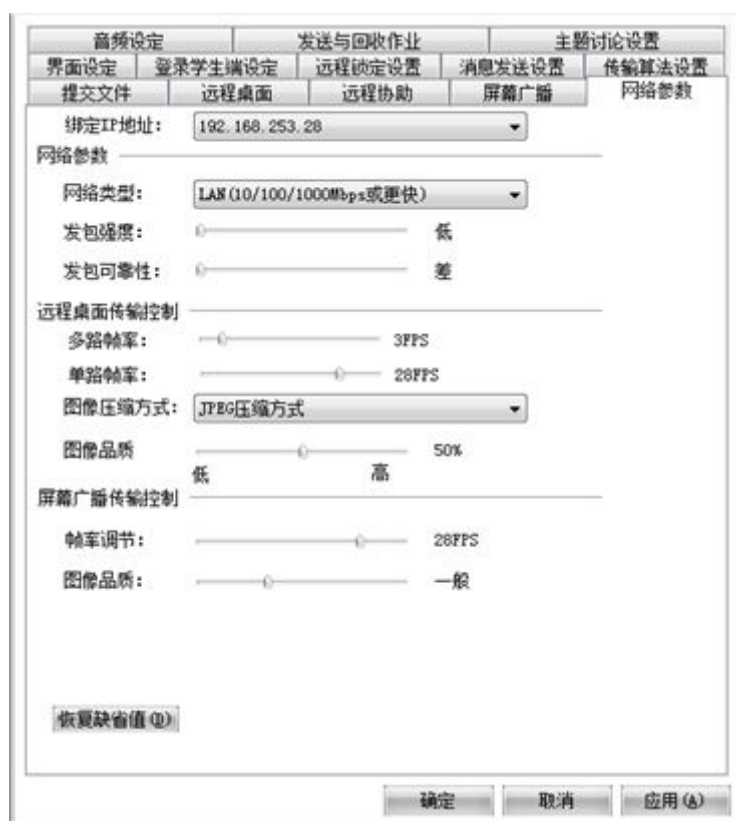 音频设定 发送与回收作业 主题讨论设置
界面设定 登录学生端设定 远程锁定设置 消息发送设置 传输算法设置
提交文件 远程桌面 远程协助 屏幕广播 网络参数
绑定IP地址： 192.168.253.28
网络参数
网络类型： LAN(10/100/1000Mbps或更快)
发包强度： 低
发包可靠性： 差
远程桌面传输控制
多路帧率： 3FPS
单路帧率： 28FPS
图像压缩方式： JPEG压缩方式
图像品质 50%
低 高
屏幕广播传输控制
帧率调节： 28FPS
图像品质： 一般
恢复缺省值(D)
确定 取消 应用(A)